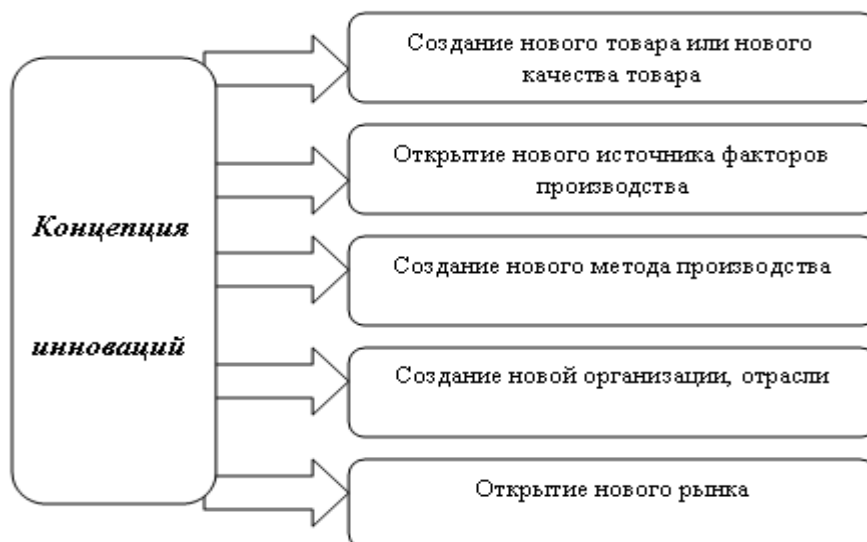 Концепция
инноваций
Создание нового товара или нового
качества товара
Открытие нового источника факторов
производства
Создание нового метода производства
Создание новой организации, отрасли
Открытие нового рынка